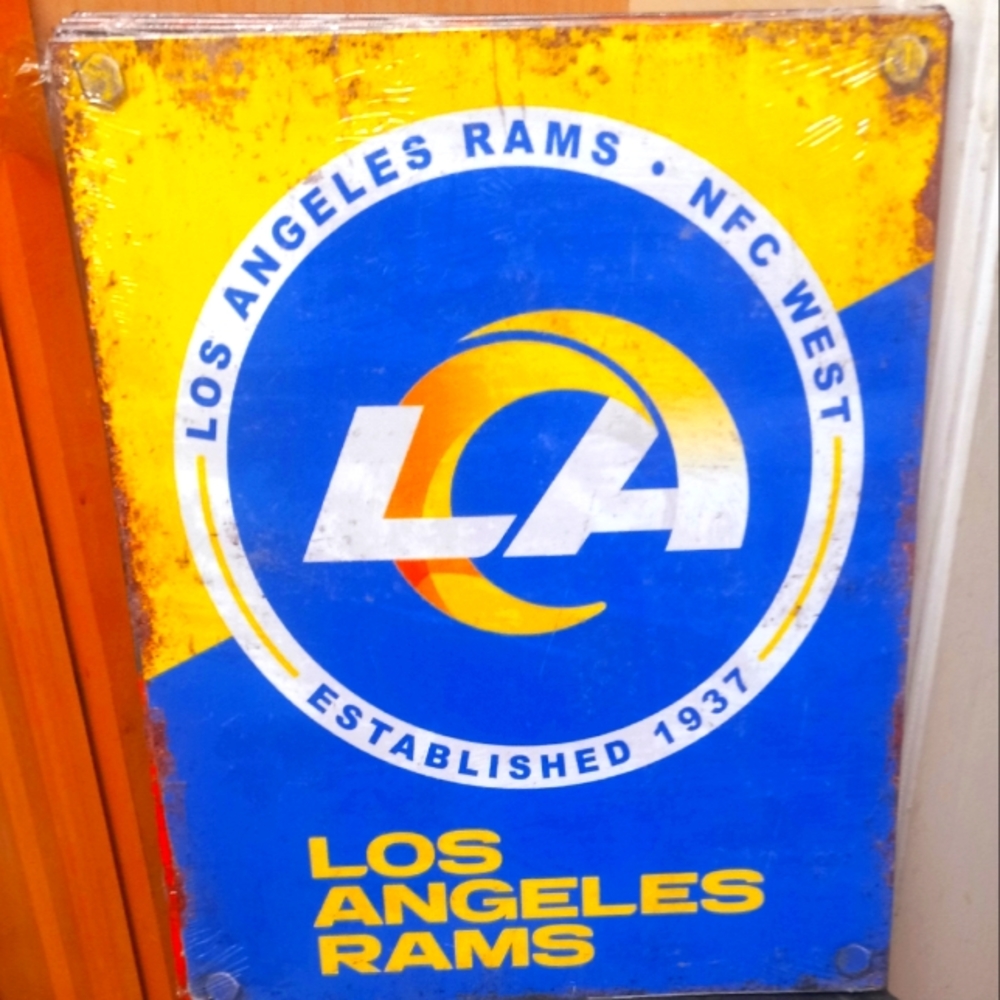 LOS ANGELES RAMS • NFC WEST
LA
ESTABLISHED 1937
LOS
ANGELES
RAMS